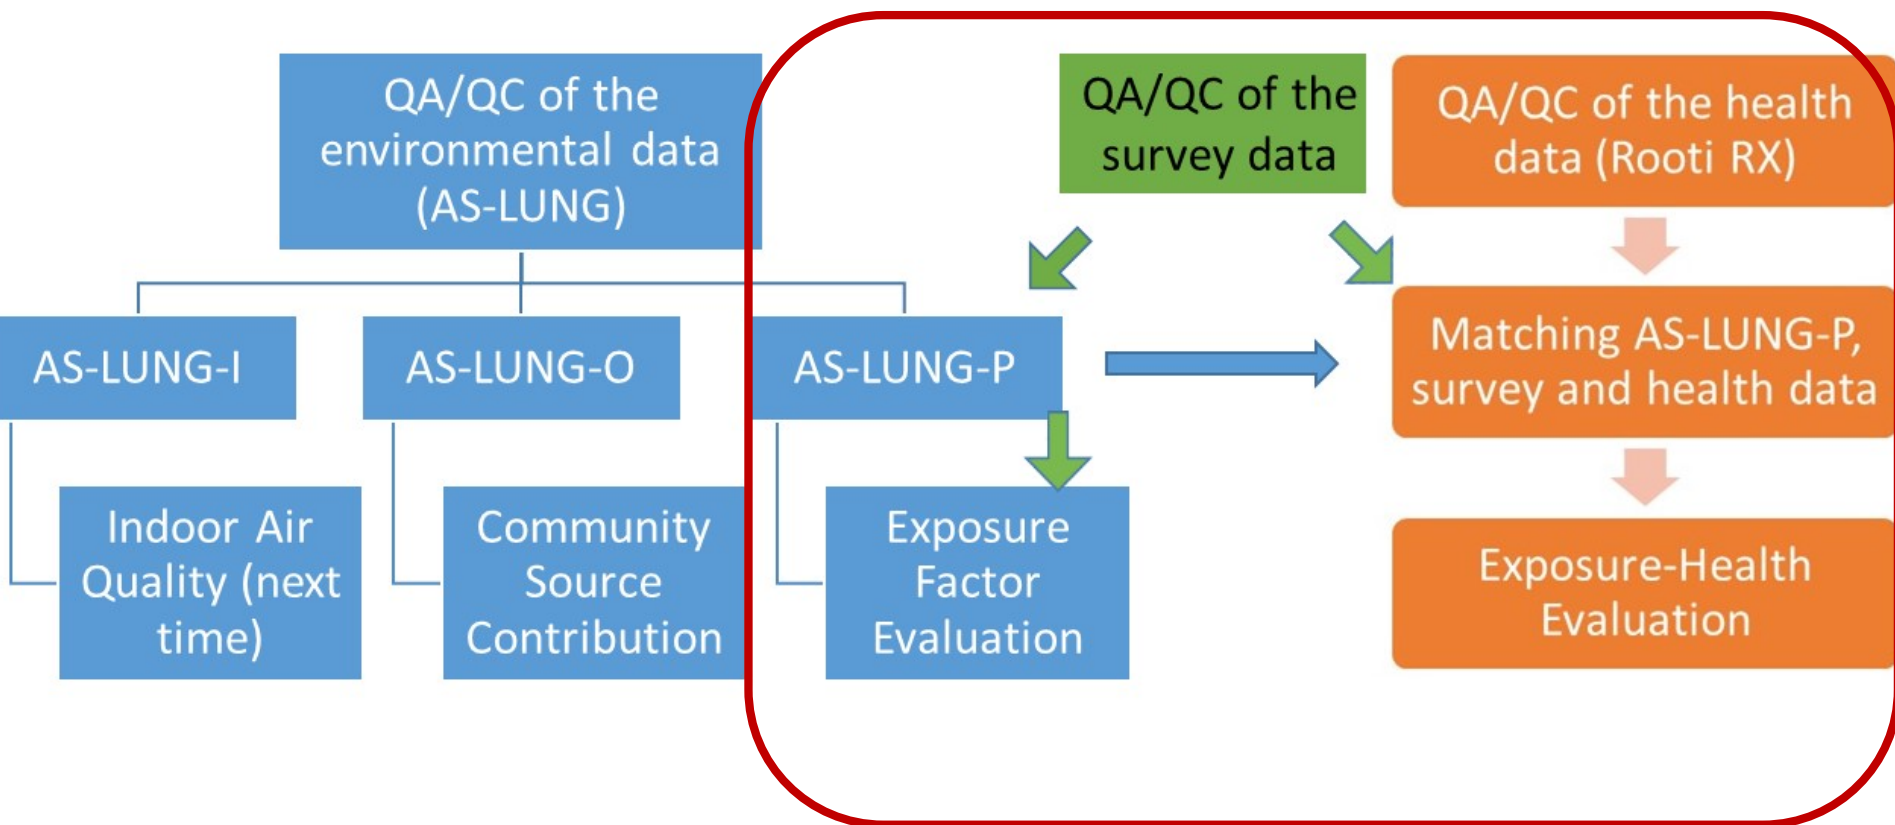 QA/QC of the
environmental data
(AS-LUNG)
QA/QC of the
survey data
QA/QC of the health
data (Rooti RX)
AS-LUNG-I
AS-LUNG-O
AS-LUNG-P
Matching AS-LUNG-P,
survey and health data
Indoor Air
Quality (next
time)
Community
Source
Contribution
Exposure
Factor
Evaluation
Exposure-Health
Evaluation